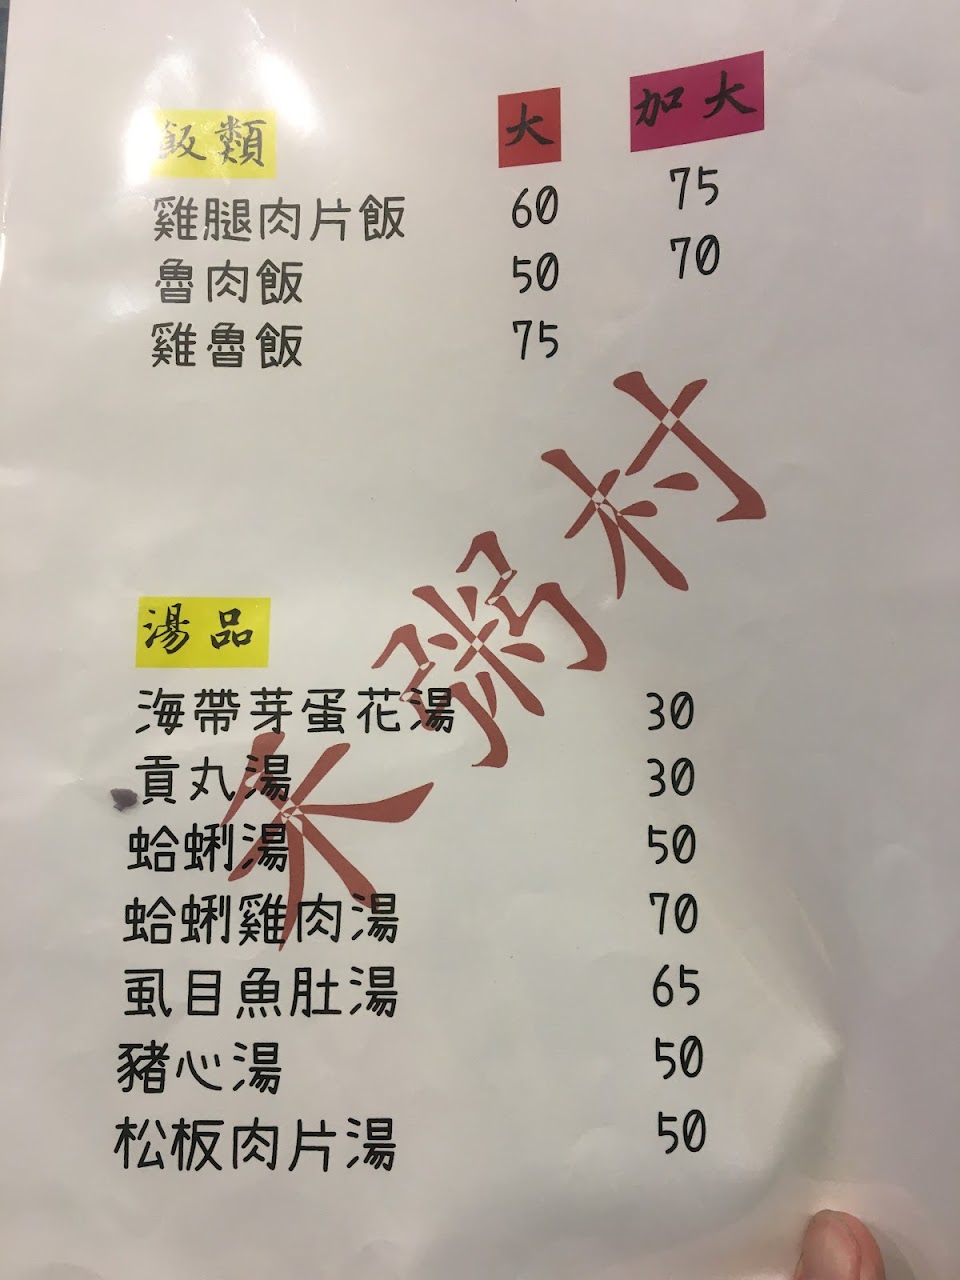 飯類 大 加大
雞腿肉片飯 60 75
魯肉飯 50 70
雞魯飯 75
湯品
海帶芽蛋花湯 30
貢丸湯 30
蛤蜊湯 50
蛤蜊雞肉湯 70
虱目魚肚湯 65
豬心湯 50
松板肉片湯 50
粥村